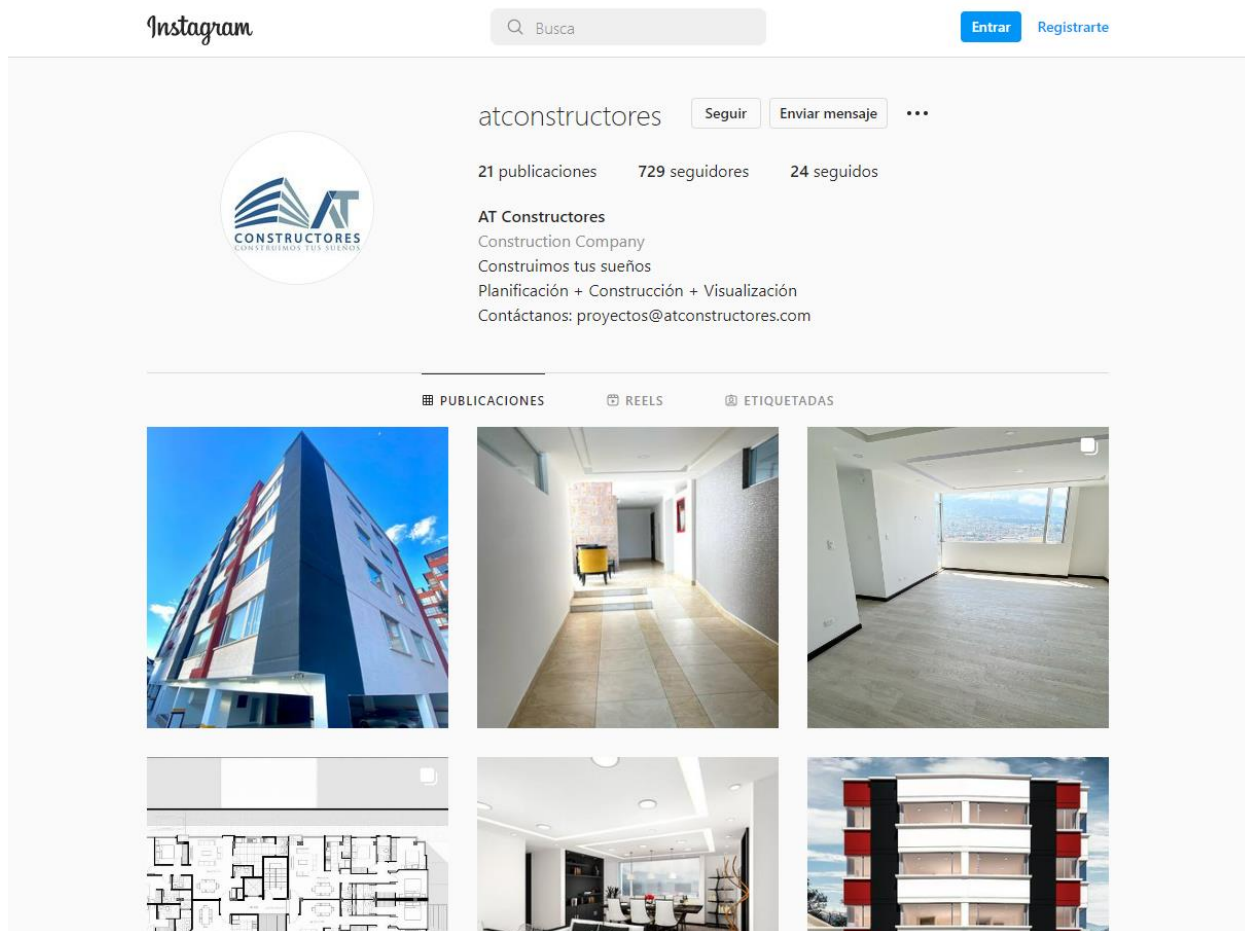 Instagram
Busca
Entrar
Registrarte
atconstructores
Seguir
Enviar mensaje
21 publicaciones
729 seguidores
24 seguidos
AT
CONSTRUCTORES
CONSTRUIMOS TUS SUEÑOS
AT Constructores
Construction Company
Construimos tus sueños
Planificación + Construcción + Visualización
Contáctanos: proyectos@atconstructores.com
PUBLICACIONES
REELS
ETIQUETADAS